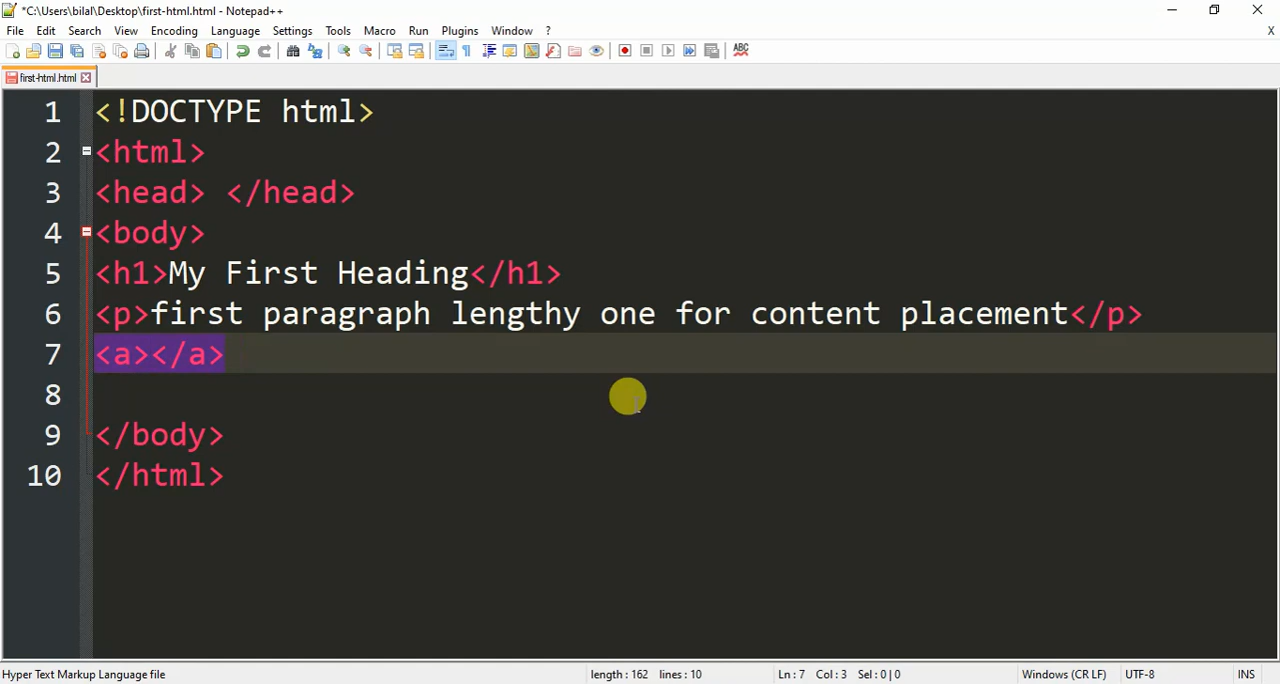 *C:\Users\bilal\Desktop\first-html.html - Notepad++
File Edit Search View Encoding Language Settings Tools Macro Run Plugins Window ? X
ABC
first-html.html
1 <!DOCTYPE html>
2 <html>
3 <head> </head>
4 <body>
5 <h1>My First Heading</h1>
6 <p>first paragraph lengthy one for content placement</p>
7 <a></a>
8
9 </body>
10 </html>
Hyper Text Markup Language file length : 162 lines : 10 Ln : 7 Col : 3 Sel : 0 | 0 Windows (CR LF) UTF-8 INS